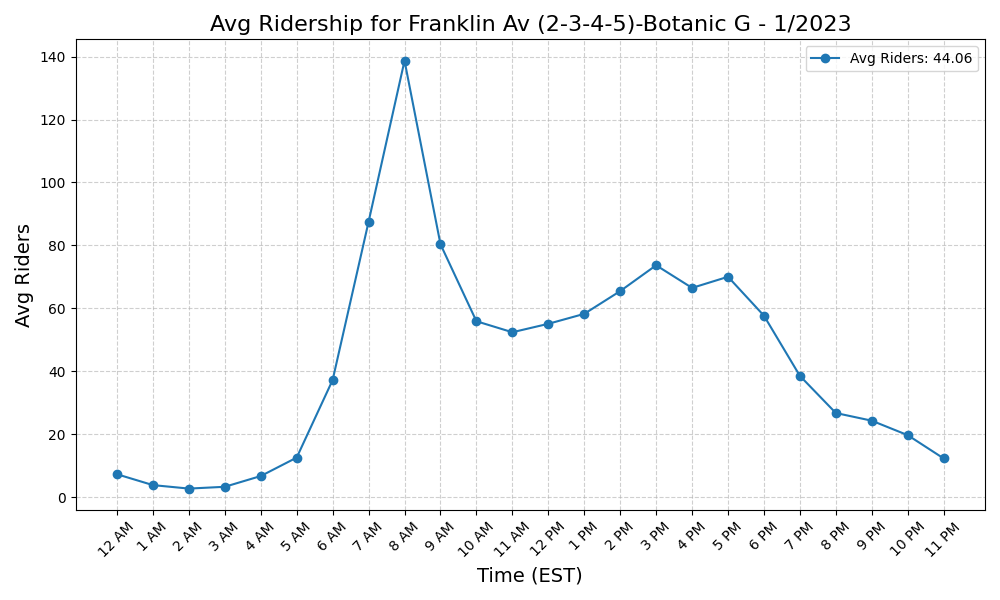 Avg Ridership for Franklin Av (2-3-4-5)-Botanic G - 1/2023
Avg Riders: 44.06
Avg Riders
140
120
100
80
60
40
20
0
12 AM
1 AM
2 AM
3 AM
4 AM
5 AM
6 AM
7 AM
8 AM
9 AM
10 AM
11 AM
12 PM
1 PM
2 PM
3 PM
4 PM
5 PM
6 PM
7 PM
8 PM
9 PM
10 PM
11 PM
Time (EST)